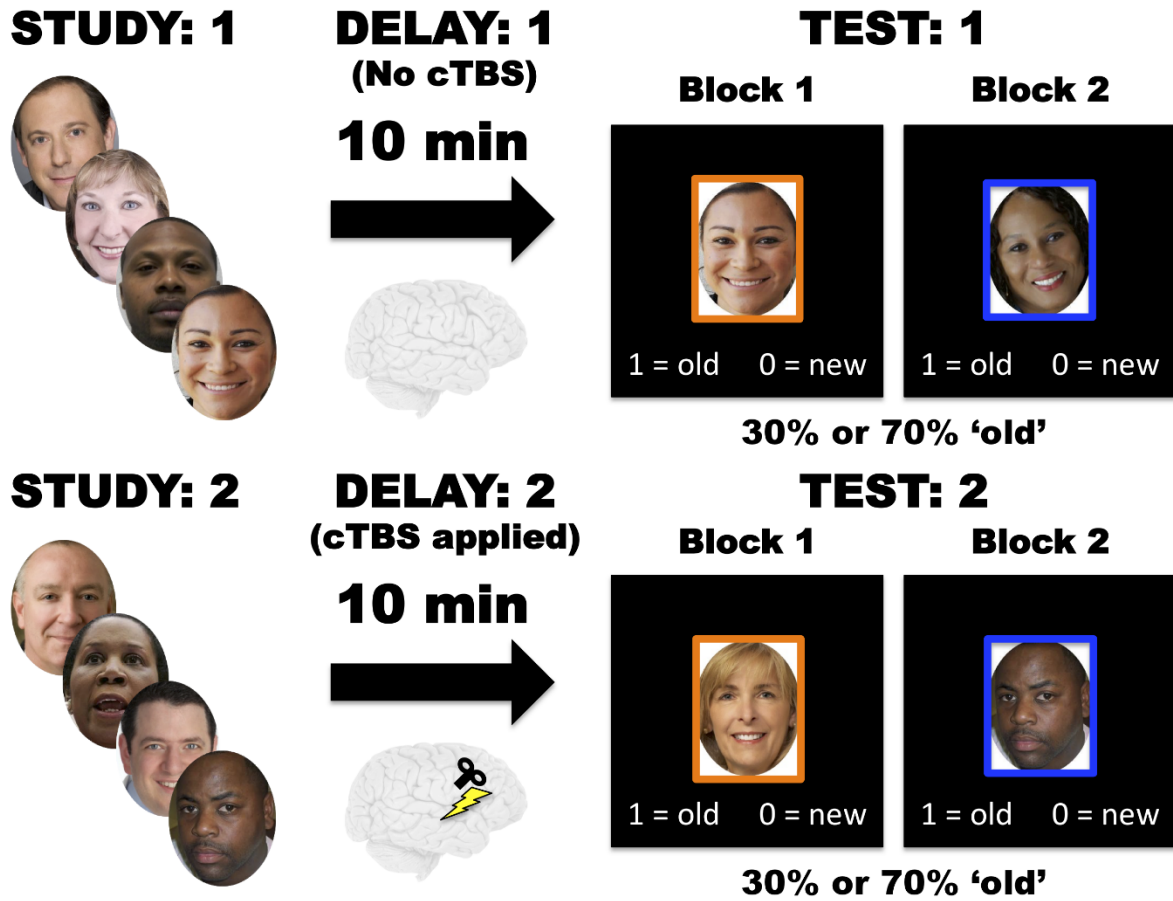 STUDY: 1
DELAY: 1
(No cTBS)
10 min
TEST: 1
Block 1
Block 2
1 = old 0 = new
1 = old 0 = new
30% or 70% ‘old’
STUDY: 2
DELAY: 2
(cTBS applied)
10 min
TEST: 2
Block 1
Block 2
1 = old 0 = new
1 = old 0 = new
30% or 70% ‘old’